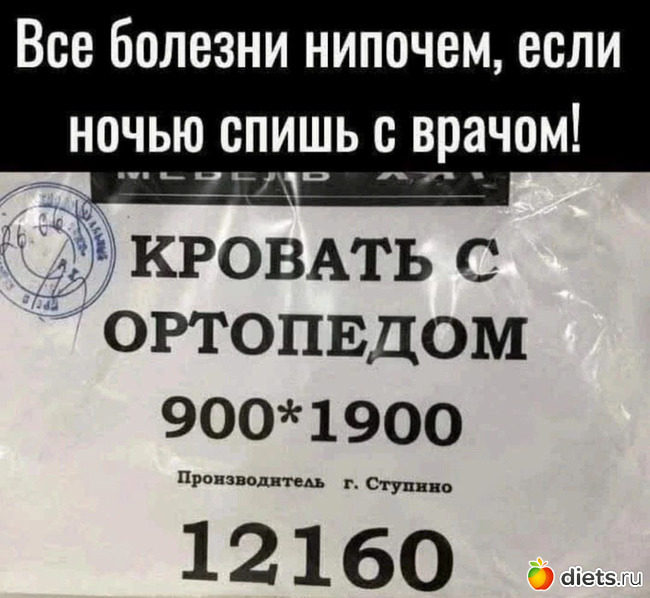 Все болезни нипочем, если
ночью спишь с врачом!
КРОВАТЬ С
ОРТОПЕДОМ
900*1900
Производитель г. Ступино
12160
diets.ru